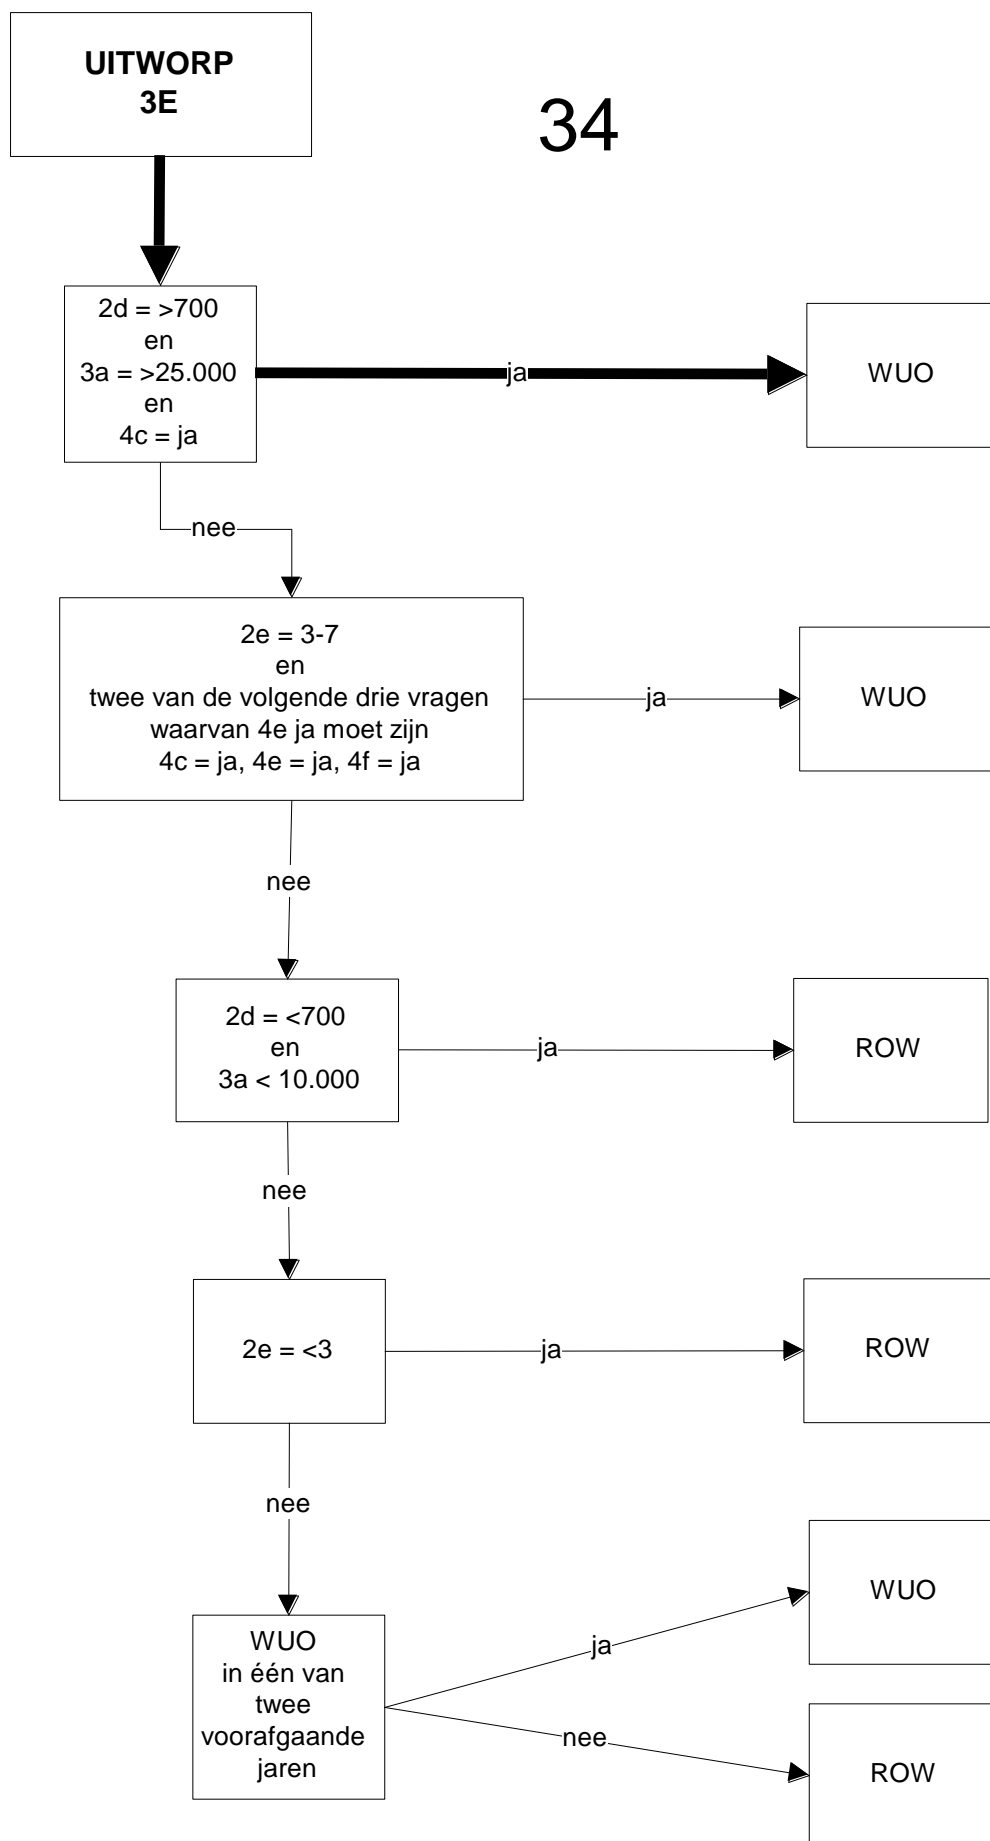 UITWORP
3E
34
2d = >700
en
3a = >25.000
en
4c = ja
ja
WUO
nee
2e = 3-7
en
twee van de volgende drie vragen
waarvan 4e ja moet zijn
4c = ja, 4e = ja, 4f = ja
ja
WUO
nee
2d = <700
en
3a < 10.000
ja
ROW
nee
2e = <3
ja
ROW
nee
WUO
in één van
twee
voorafgaande
jaren
ja
WUO
nee
ROW